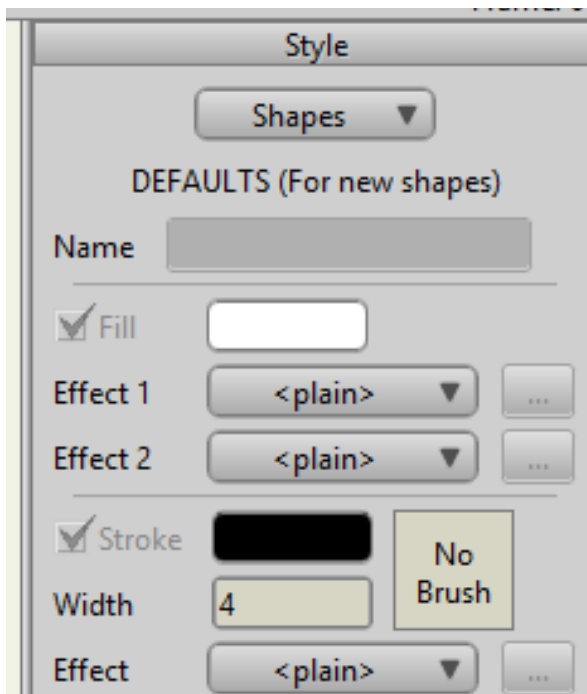 Style
Shapes
DEFAULTS (For new shapes)
Name
Fill
Effect 1 <plain> ...
Effect 2 <plain> ...
Stroke
No
Brush
Width 4
Effect <plain> ...